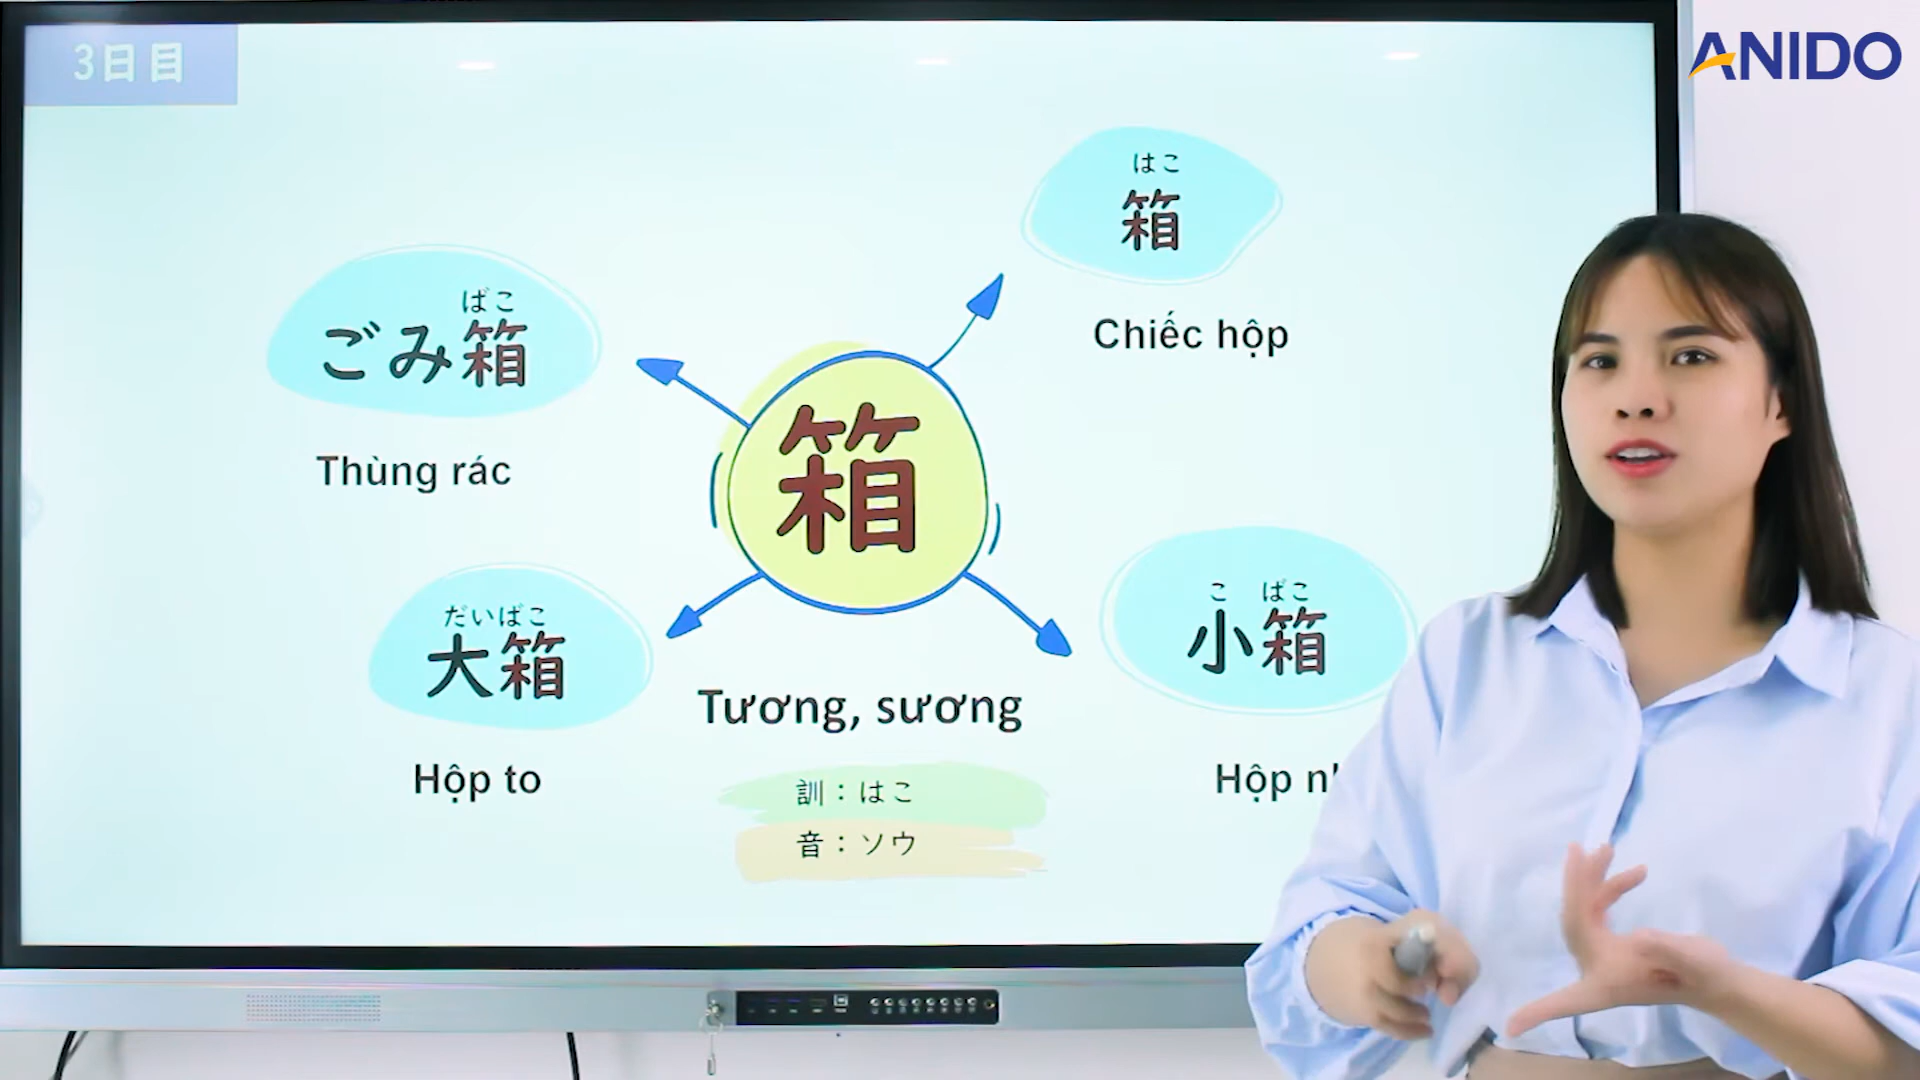 3日目
ANIDO
はこ
箱
Chiếc hộp
ばこ
ごみ箱
Thùng rác
箱
だいばこ
大箱
Hộp to
こ ばこ
小箱
Hộp
Tương, sương
訓：はこ
音：ソウ